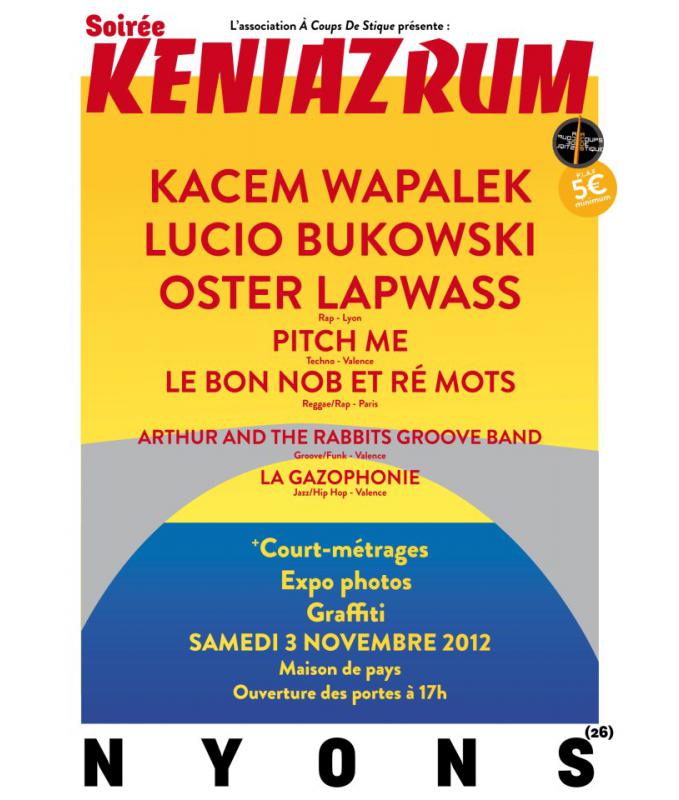 L'association À Coups De Stique présente :
Soirée
KENIAZRUM
P.A.F
5€
minimum
KACEM WAPALEK
LUCIO BUKOWSKI
OSTER LAPWASS
Rap - Lyon
PITCH ME
Techno - Valence
LE BON NOB ET RÉ MOTS
Reggae/Rap - Paris
ARTHUR AND THE RABBITS GROOVE BAND
Groove/Funk - Valence
LA GAZOPHONIE
Jazz/Hip Hop - Valence
+Court-métrages
Expo photos
Graffiti
SAMEDI 3 NOVEMBRE 2012
Maison de pays
Ouverture des portes à 17h
NYONS (26)